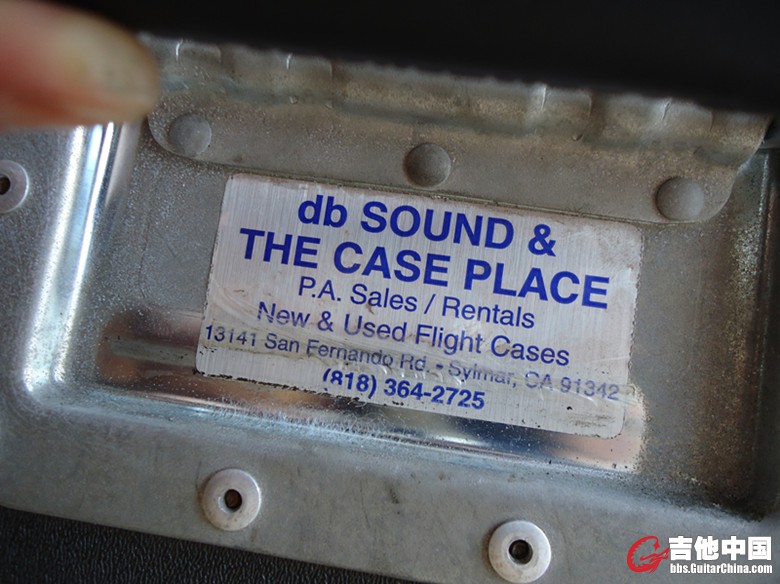 db SOUND &
THE CASE PLACE
P.A. Sales / Rentals
New & Used Flight Cases
13141 San Fernando Rd. • Sylmar, CA 91342
(818) 364-2725
吉他中国
bbs.GuitarChina.com